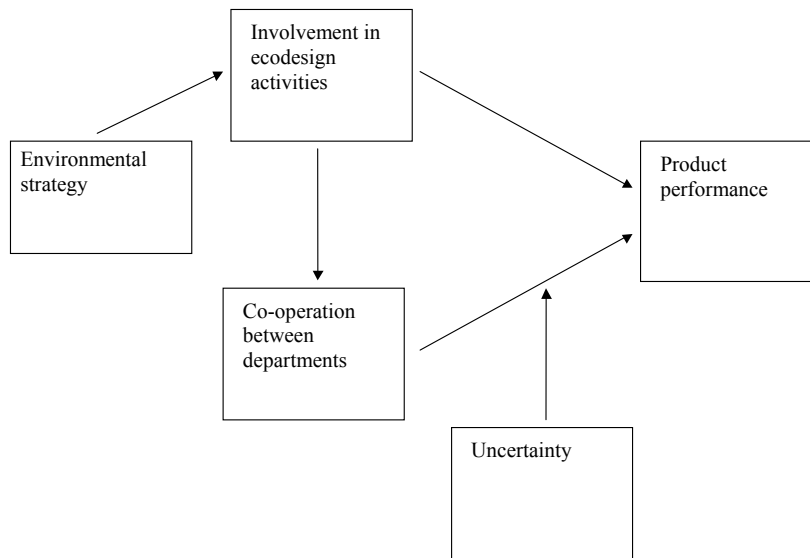 Involvement in
ecodesign
activities
Environmental
strategy
Product
performance
Co-operation
between
departments
Uncertainty